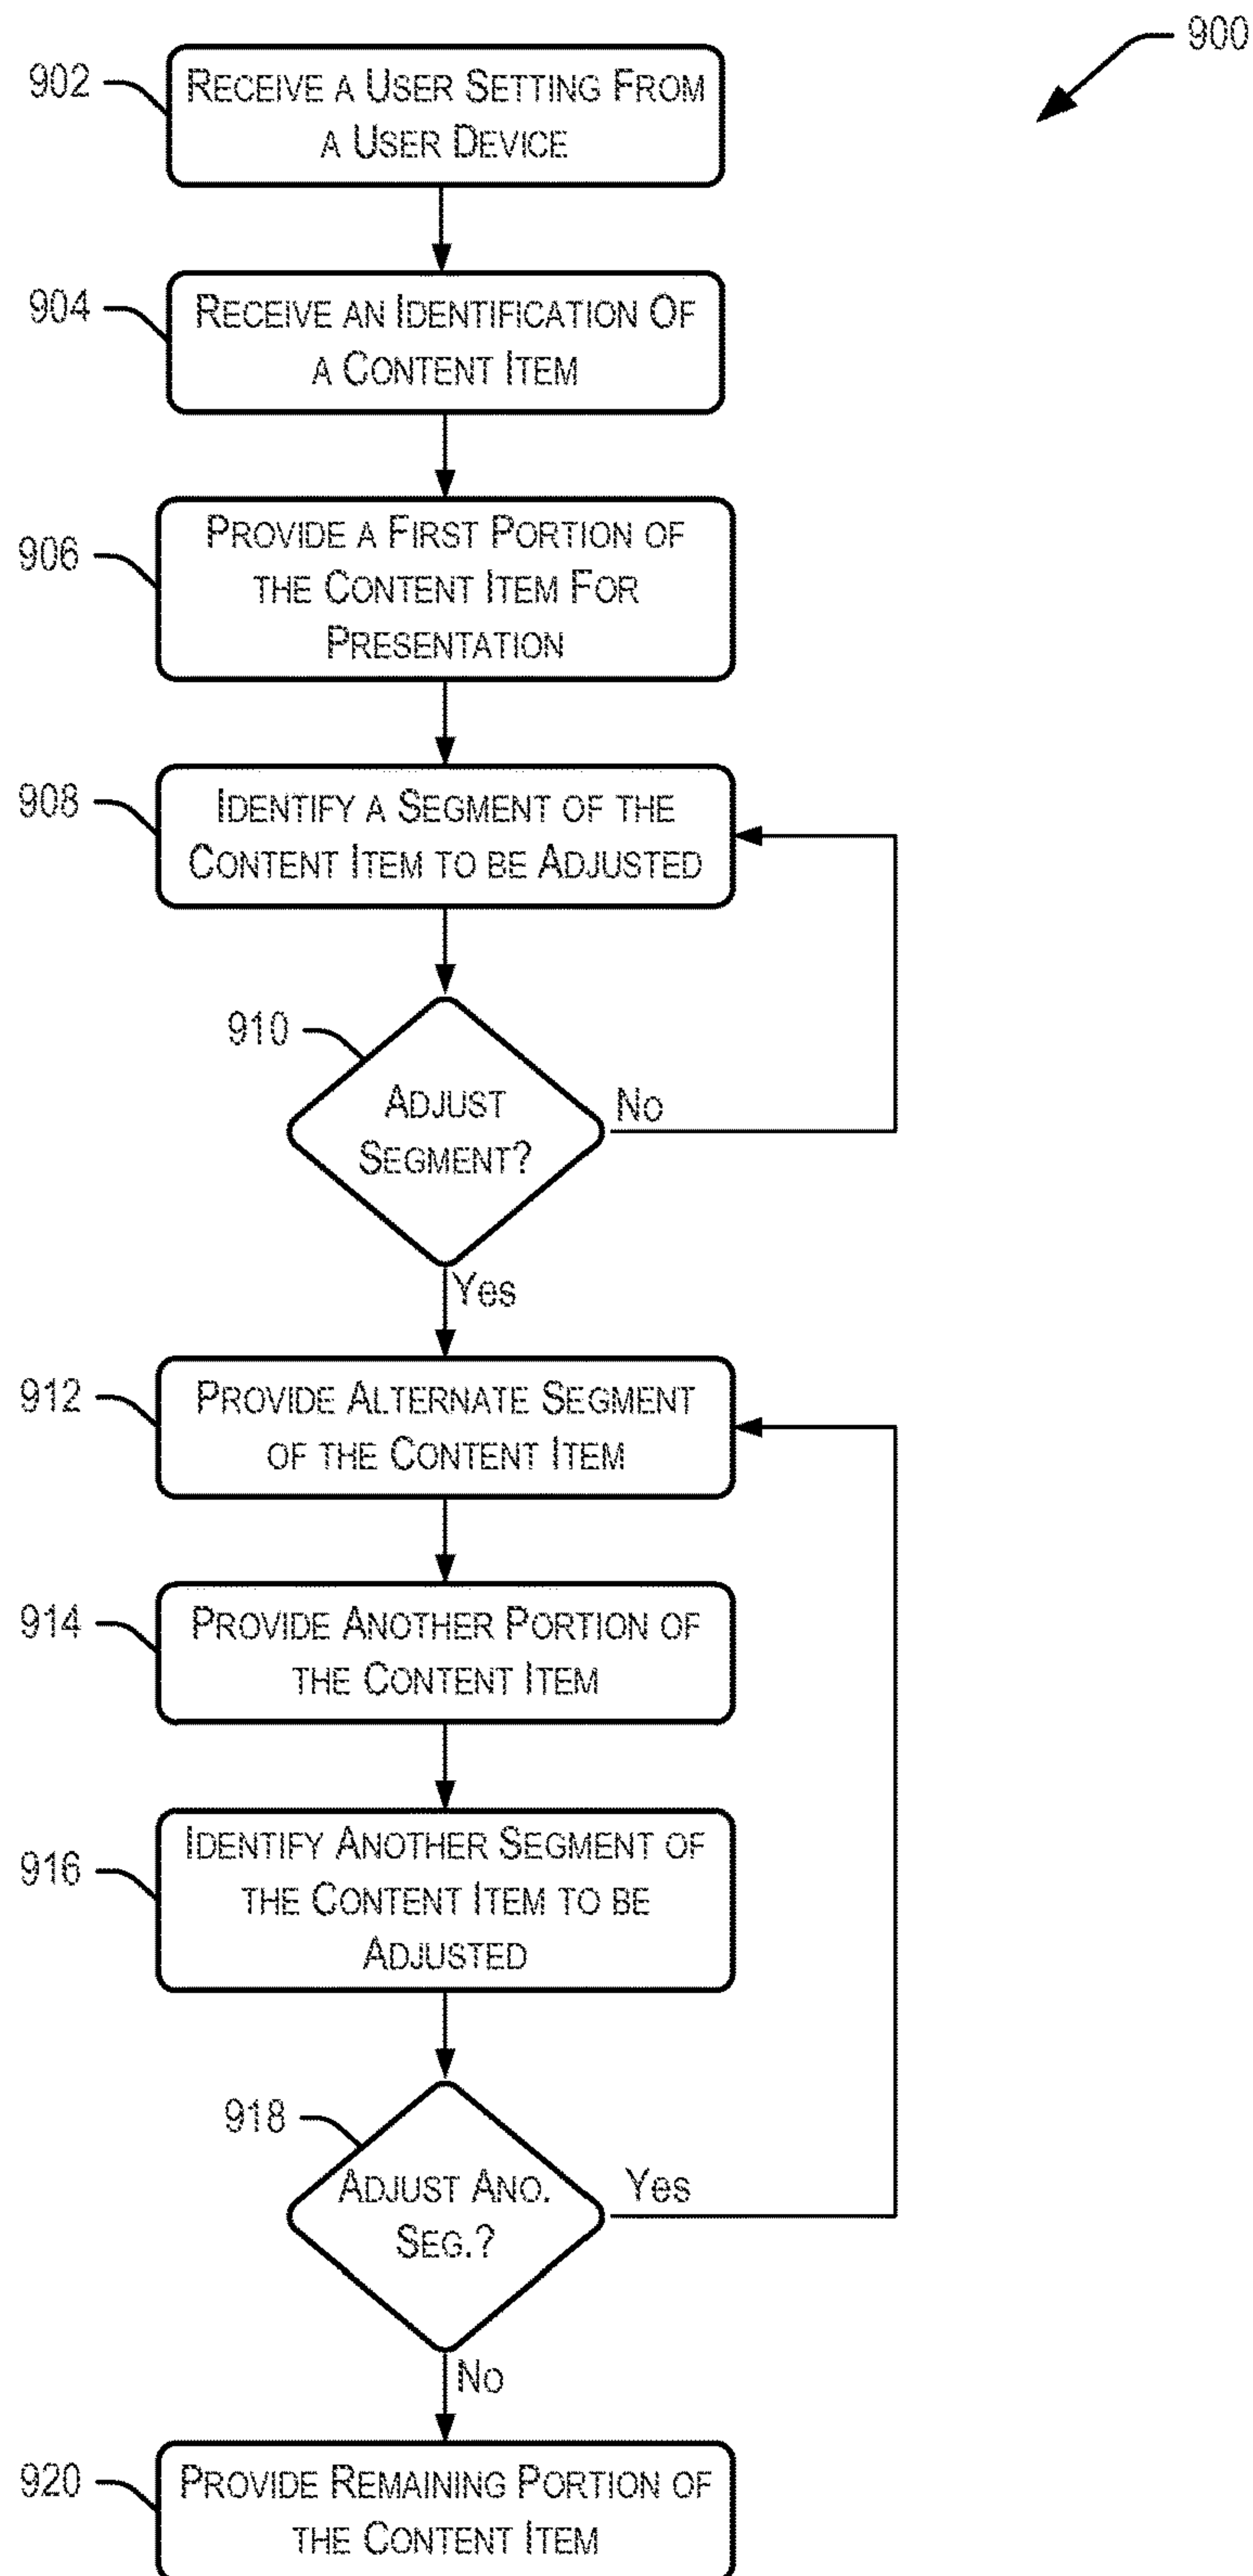 900
902
RECEIVE A USER SETTING FROM
A USER DEVICE
904
RECEIVE AN IDENTIFICATION OF
A CONTENT ITEM
906
PROVIDE A FIRST PORTION OF
THE CONTENT ITEM FOR
PRESENTATION
908
IDENTIFY A SEGMENT OF THE
CONTENT ITEM TO BE ADJUSTED
910
ADJUST
SEGMENT?
No
Yes
912
PROVIDE ALTERNATE SEGMENT
OF THE CONTENT ITEM
914
PROVIDE ANOTHER PORTION OF
THE CONTENT ITEM
916
IDENTIFY ANOTHER SEGMENT OF
THE CONTENT ITEM TO BE
ADJUSTED
918
ADJUST ANO.
SEG.?
Yes
No
920
PROVIDE REMAINING PORTION OF
THE CONTENT ITEM